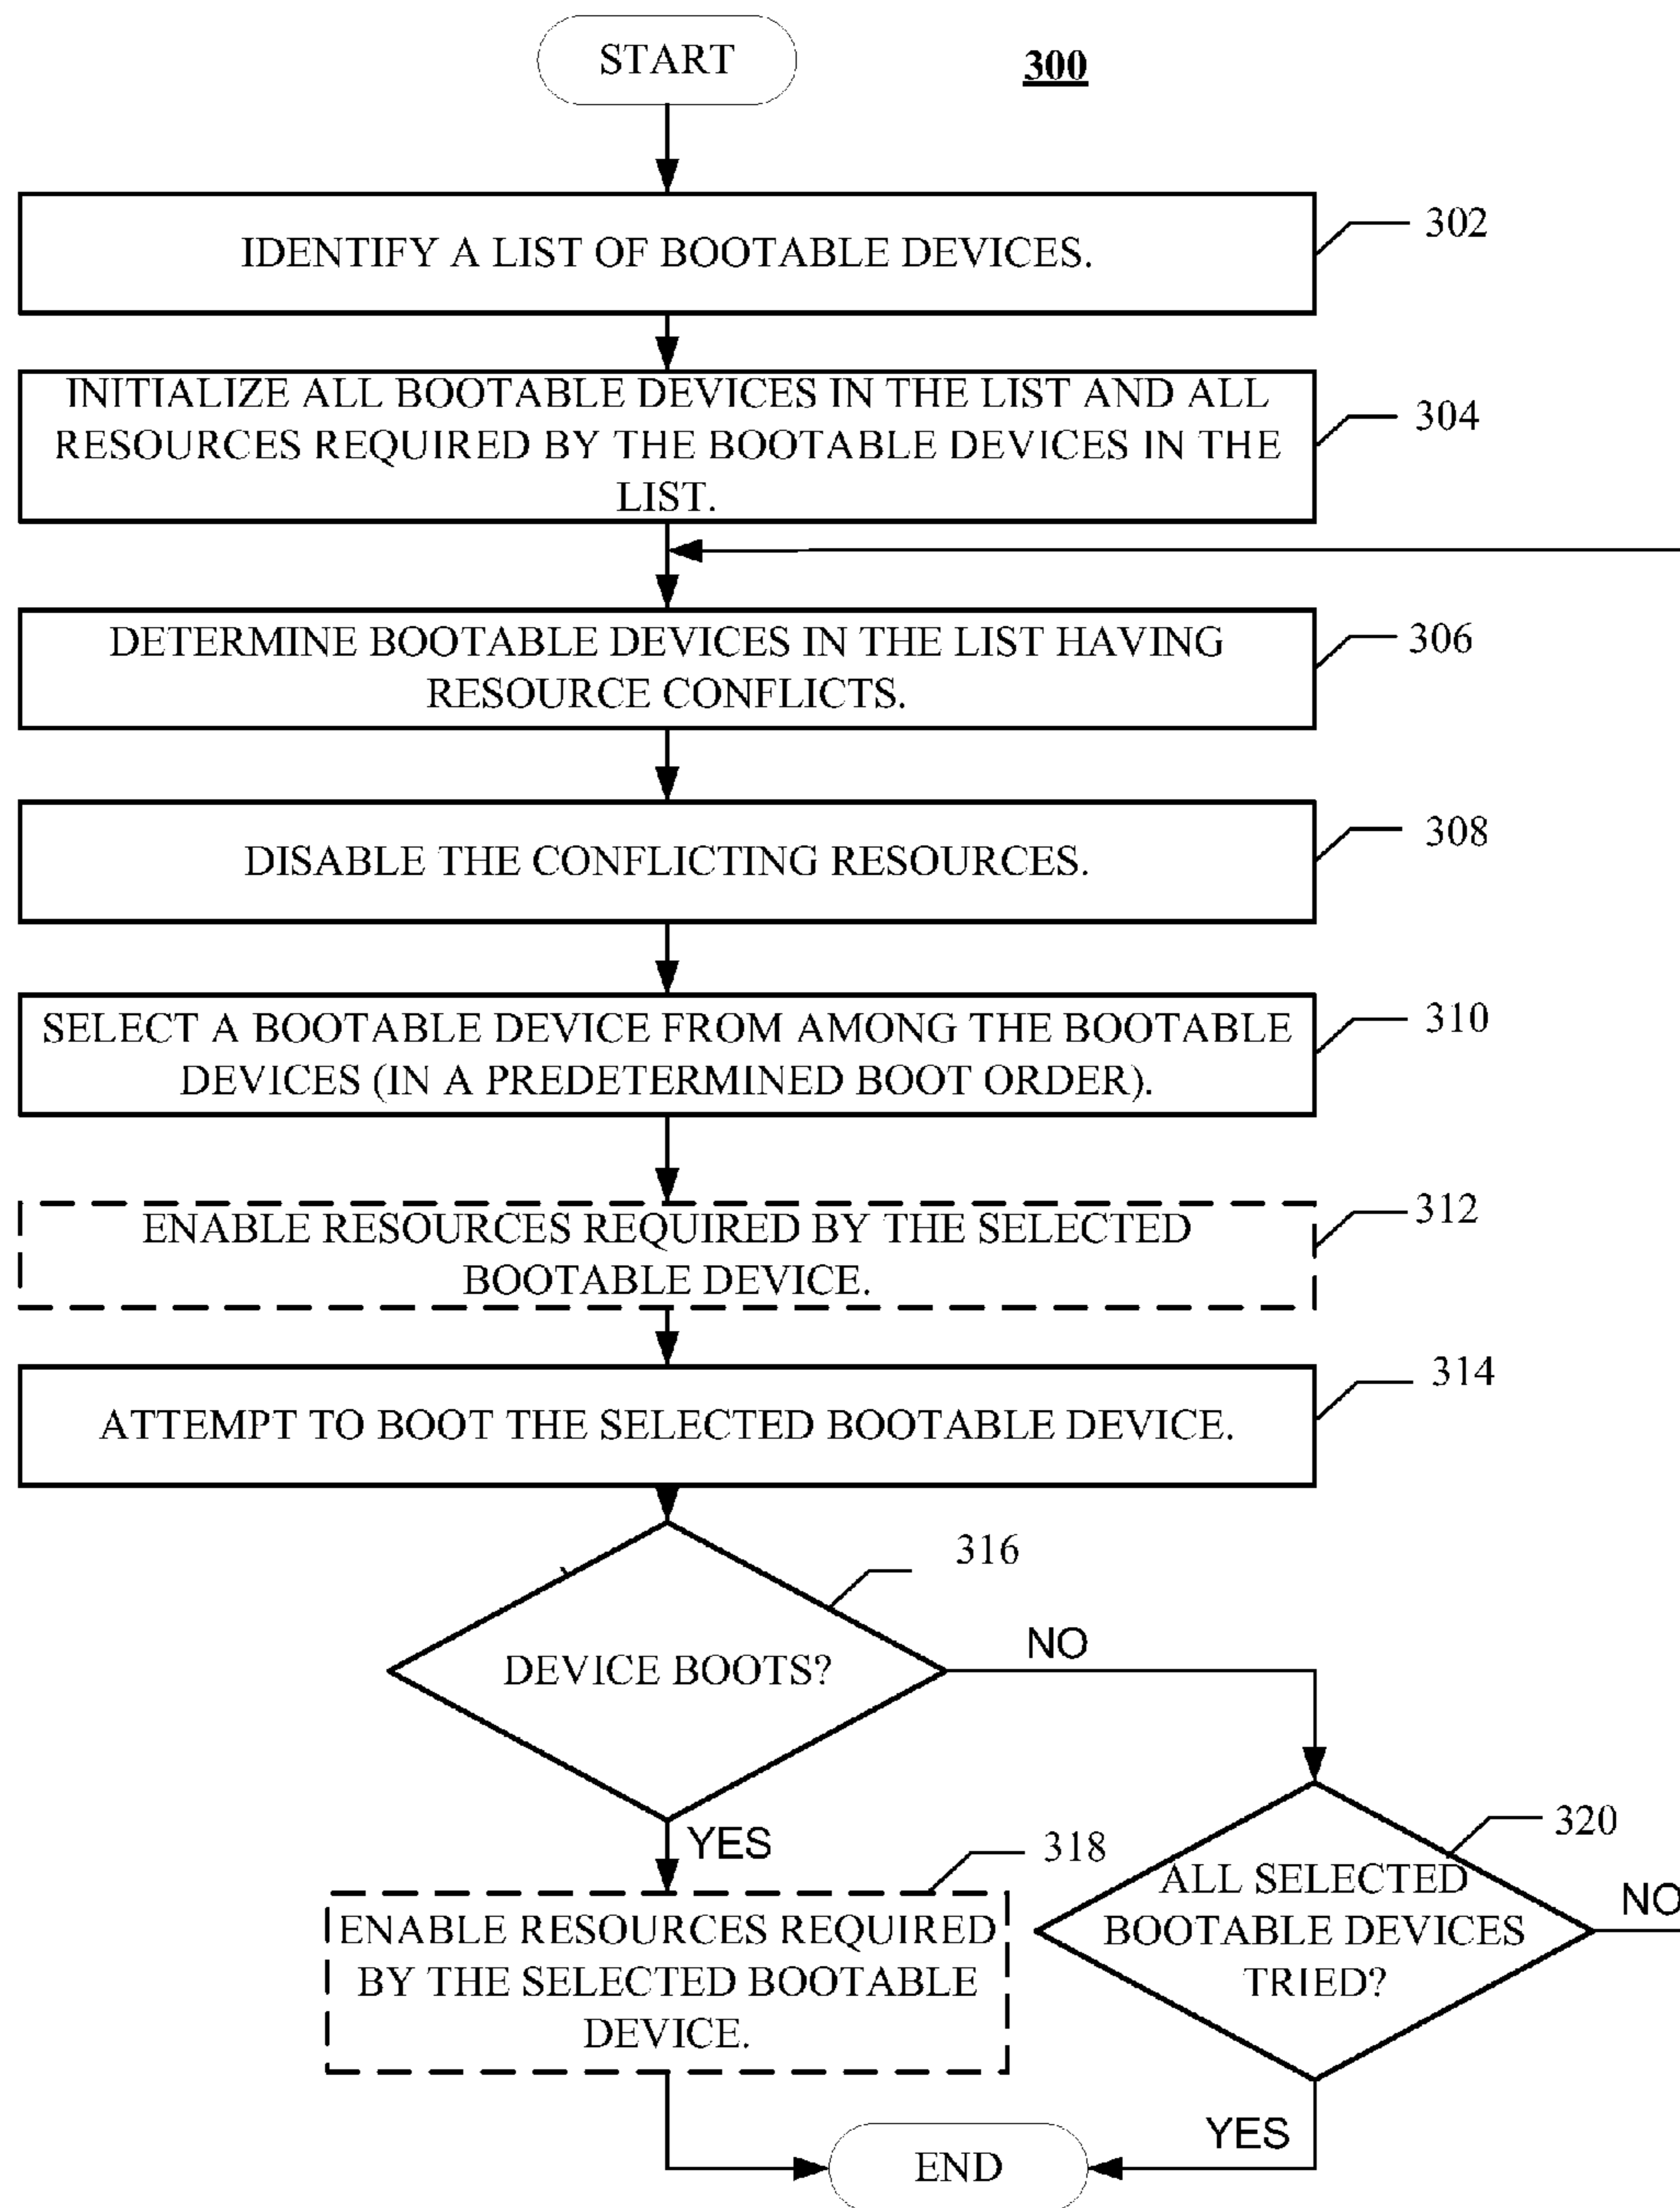 START
300
IDENTIFY A LIST OF BOOTABLE DEVICES.
302
INITIALIZE ALL BOOTABLE DEVICES IN THE LIST AND ALL
RESOURCES REQUIRED BY THE BOOTABLE DEVICES IN THE
LIST.
304
DETERMINE BOOTABLE DEVICES IN THE LIST HAVING
RESOURCE CONFLICTS.
306
DISABLE THE CONFLICTING RESOURCES.
308
SELECT A BOOTABLE DEVICE FROM AMONG THE BOOTABLE
DEVICES (IN A PREDETERMINED BOOT ORDER).
310
ENABLE RESOURCES REQUIRED BY THE SELECTED
BOOTABLE DEVICE.
312
ATTEMPT TO BOOT THE SELECTED BOOTABLE DEVICE.
314
316
DEVICE BOOTS?
NO
YES
318
ENABLE RESOURCES REQUIRED
BY THE SELECTED BOOTABLE
DEVICE.
320
ALL SELECTED
BOOTABLE DEVICES
TRIED?
NO
YES
END